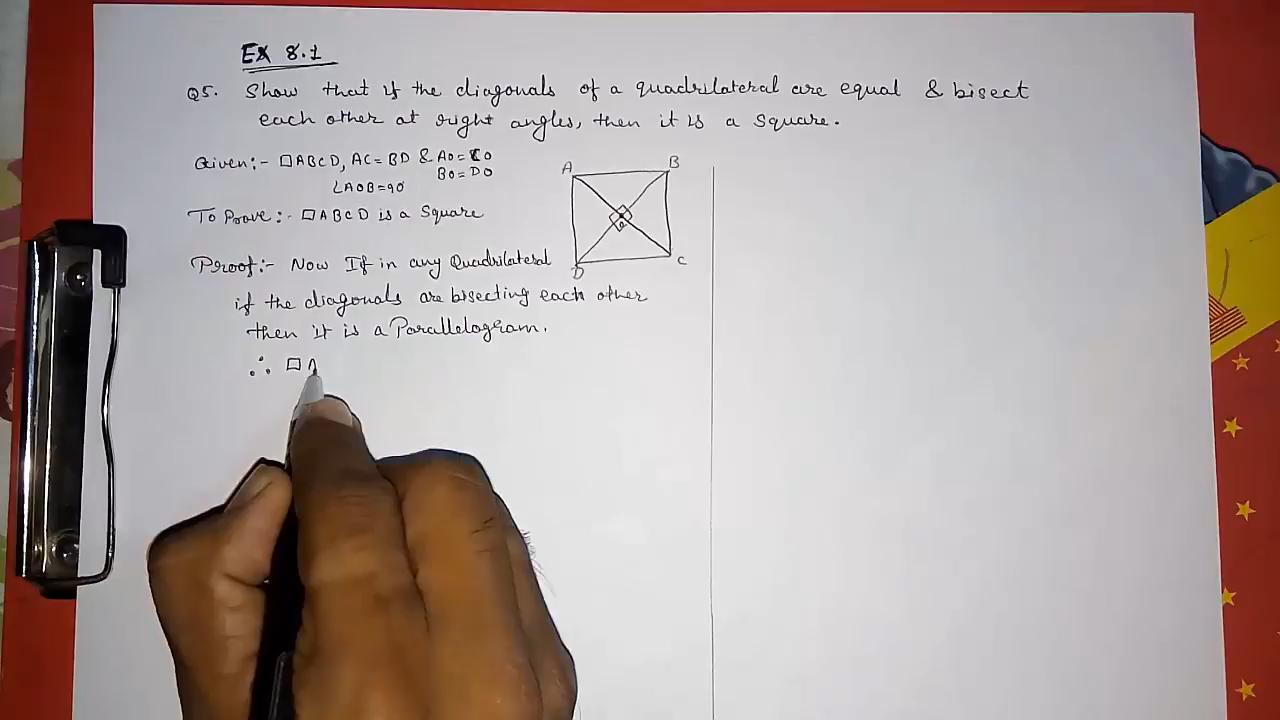 EX 8.1
Q5. Show that if the diagonals of a quadrilateral are equal & bisect
each other at right angles, then it is a square.
Given:- □ABCD, AC = BD & AO = CO
BO = DO
∠AOB = 90
To Prove:- □ABCD is a Square
Proof:- Now If in any Quadrilateral
if the diagonals are bisecting each other
then it is a Parallelogram.
∴ □A
A
B
O
D
C